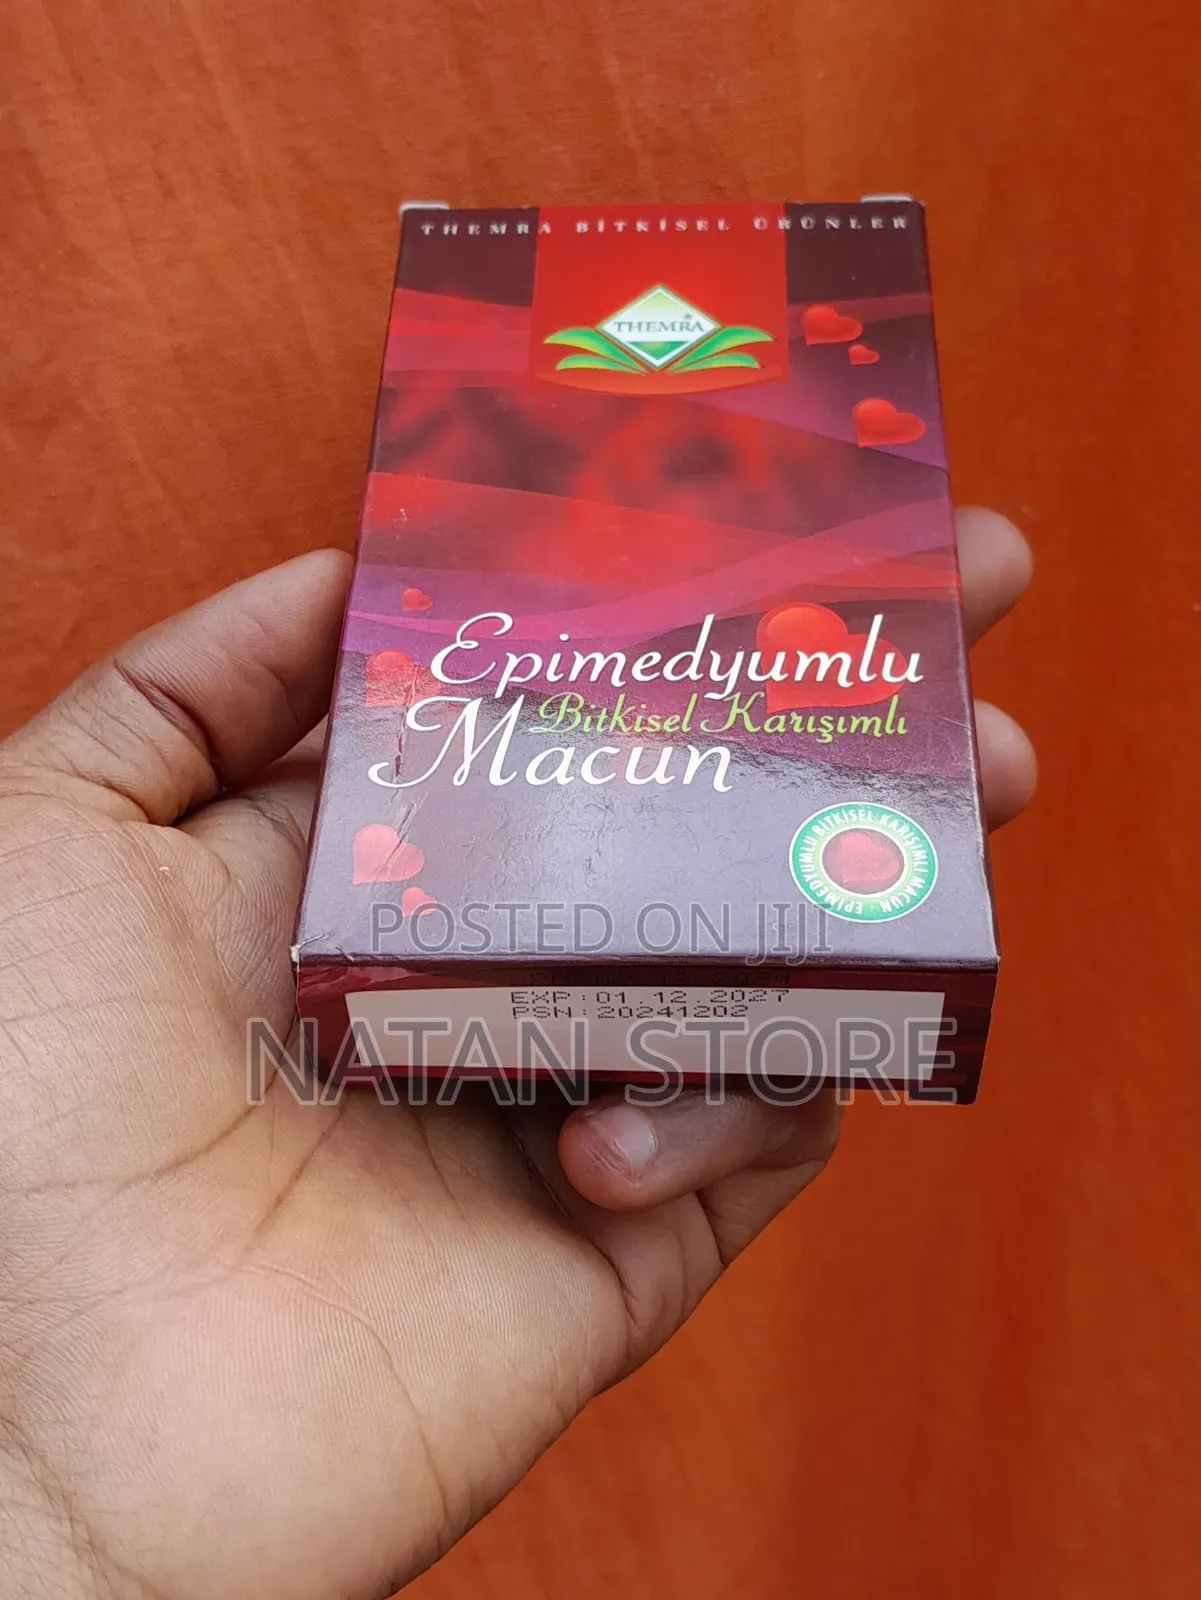 THEMRA BİTKİSEL ÜRÜNLER
THEMRA®
Epimedyumlu
Bitkisel Karışımlı
Macun
EPİMEDYUMLU BİTKİSEL KARIŞIMLI MACUN -
POSTED ON JIJI
EXP:01.12.2027
PSN:20241202
NATAN STORE